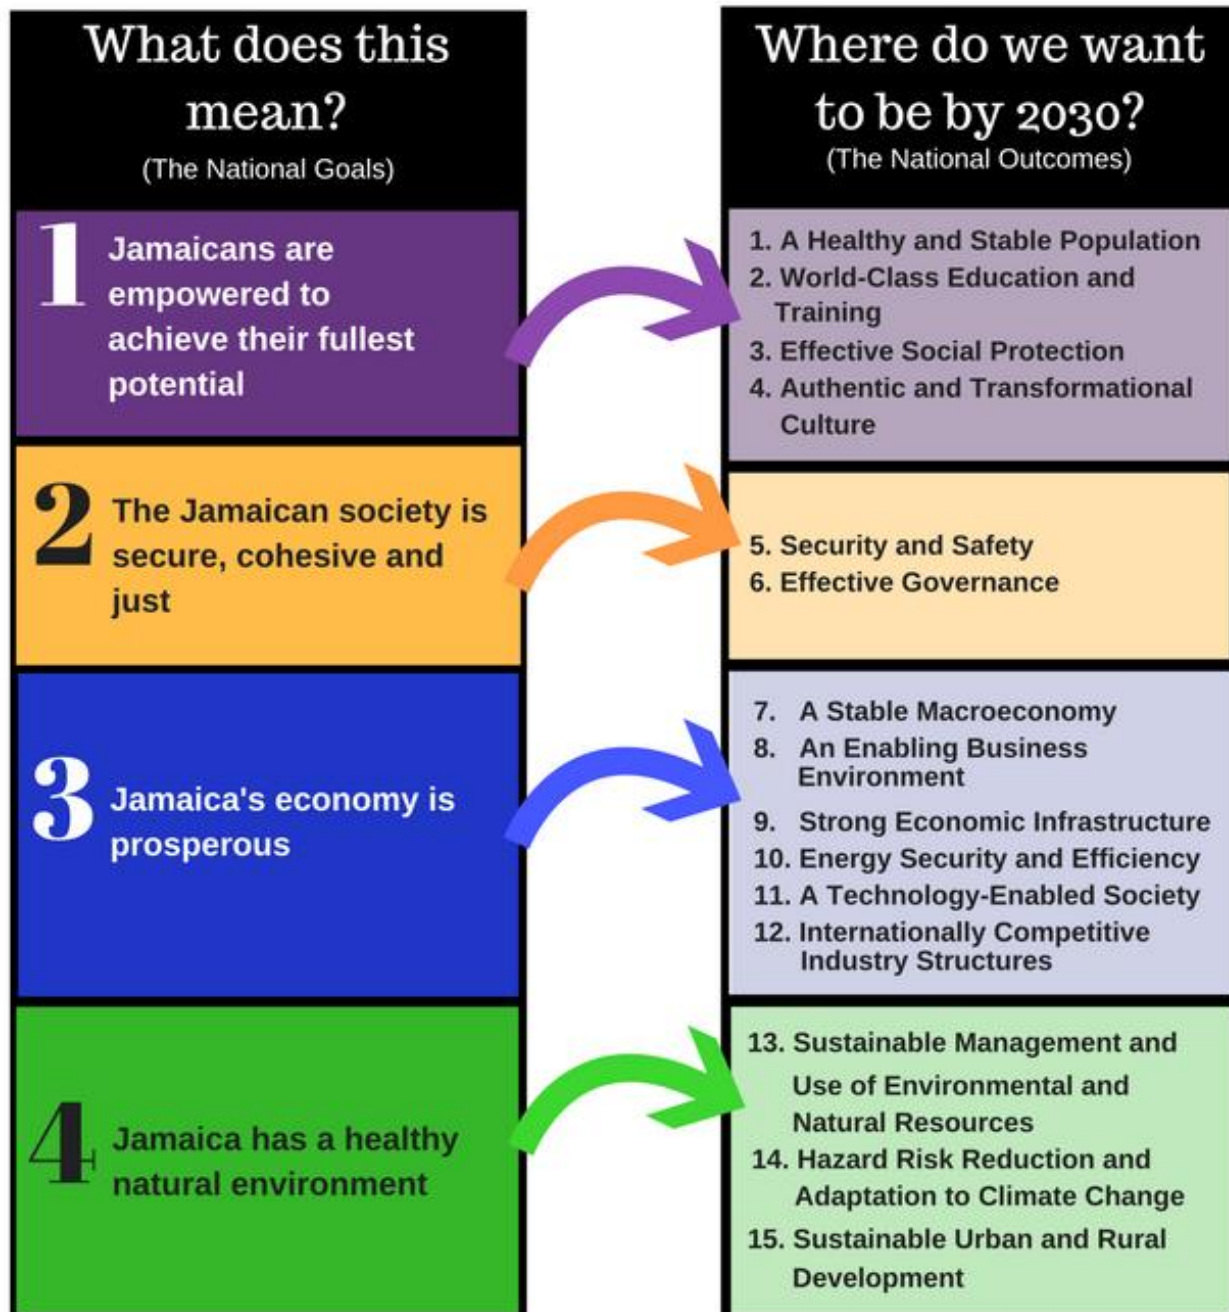 What does this
mean?
(The National Goals)
1
Jamaicans are
empowered to
achieve their fullest
potential
2
The Jamaican society is
secure, cohesive and
just
3
Jamaica's economy is
prosperous
4
Jamaica has a healthy
natural environment
Where do we want
to be by 2030?
(The National Outcomes)
1. A Healthy and Stable Population
2. World-Class Education and
Training
3. Effective Social Protection
4. Authentic and Transformational
Culture
5. Security and Safety
6. Effective Governance
7. A Stable Macroeconomy
8. An Enabling Business
Environment
9. Strong Economic Infrastructure
10. Energy Security and Efficiency
11. A Technology-Enabled Society
12. Internationally Competitive
Industry Structures
13. Sustainable Management and
Use of Environmental and
Natural Resources
14. Hazard Risk Reduction and
Adaptation to Climate Change
15. Sustainable Urban and Rural
Development